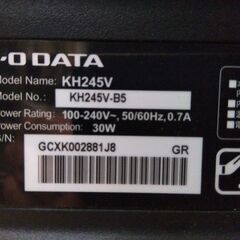 I-O DATA
Model Name: KH245V
Model No.: KH245V-B5
Power Rating: 100-240V~, 50/60Hz, 0.7A
Power Consumption: 30W
S/N:
GCXK002881J8 GR